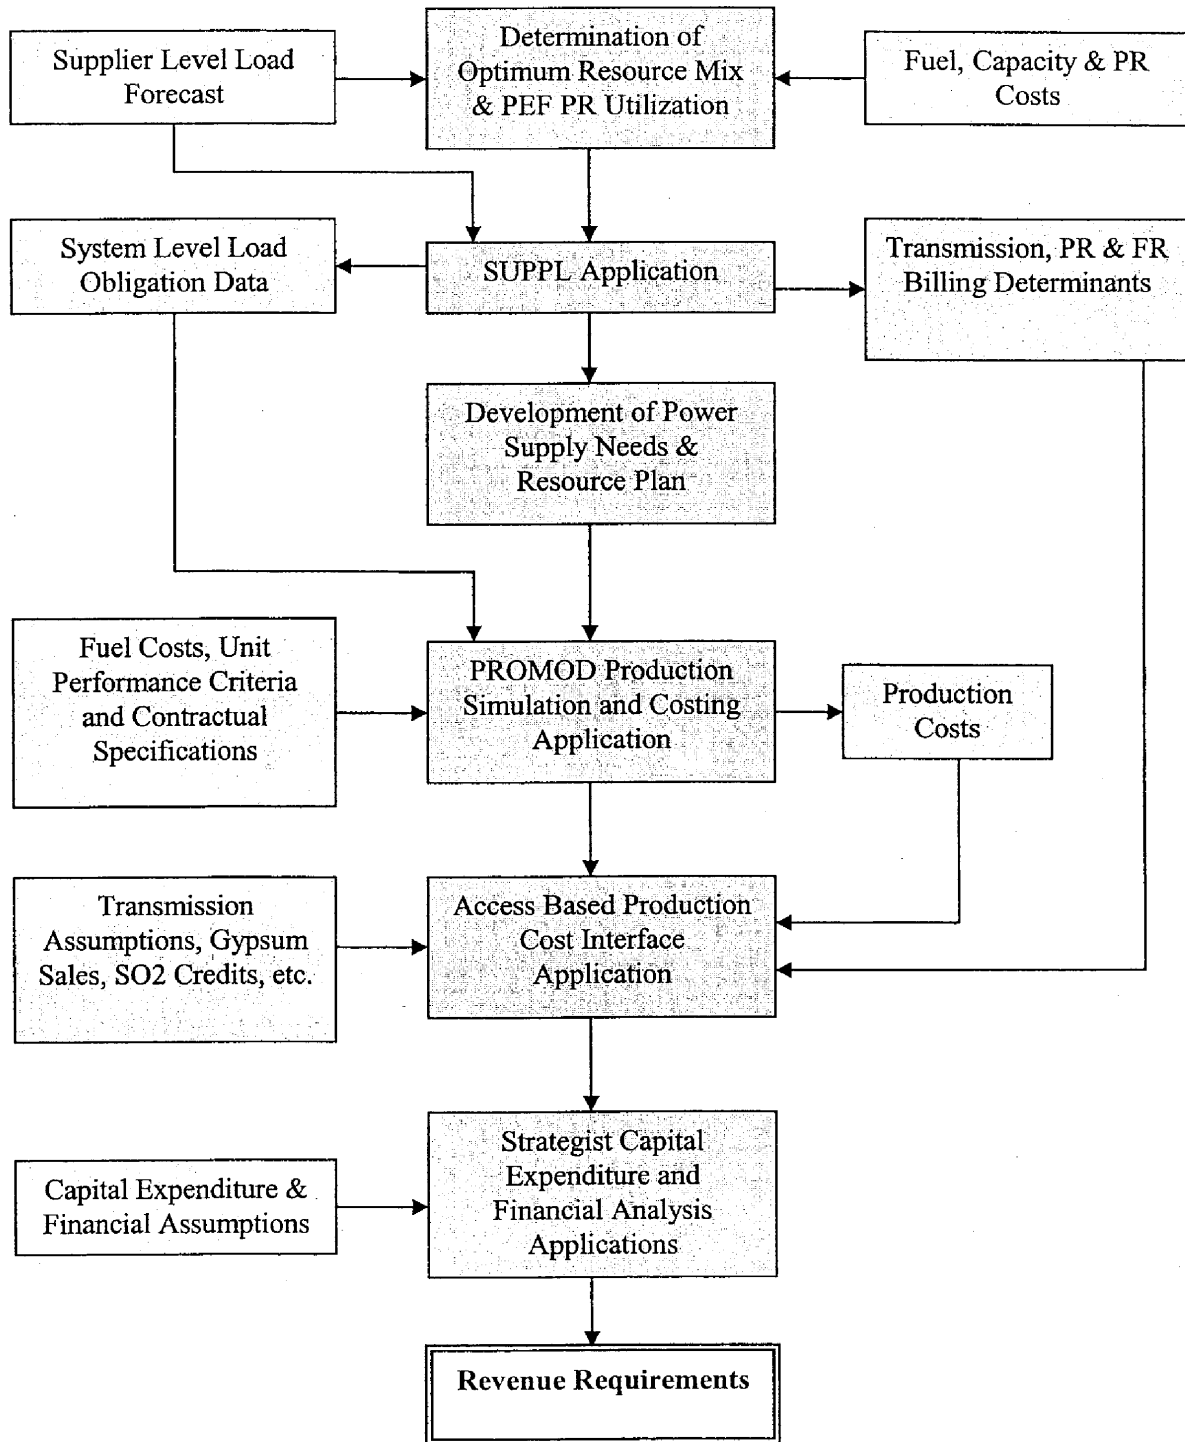 Supplier Level Load
Forecast
Determination of
Optimum Resource Mix
& PEF PR Utilization
Fuel, Capacity & PR
Costs
System Level Load
Obligation Data
SUPPL Application
Transmission, PR & FR
Billing Determinants
Development of Power
Supply Needs &
Resource Plan
Fuel Costs, Unit
Performance Criteria
and Contractual
Specifications
PROMOD Production
Simulation and Costing
Application
Production
Costs
Transmission
Assumptions, Gypsum
Sales, SO2 Credits, etc.
Access Based Production
Cost Interface
Application
Capital Expenditure &
Financial Assumptions
Strategist Capital
Expenditure and
Financial Analysis
Applications
Revenue Requirements